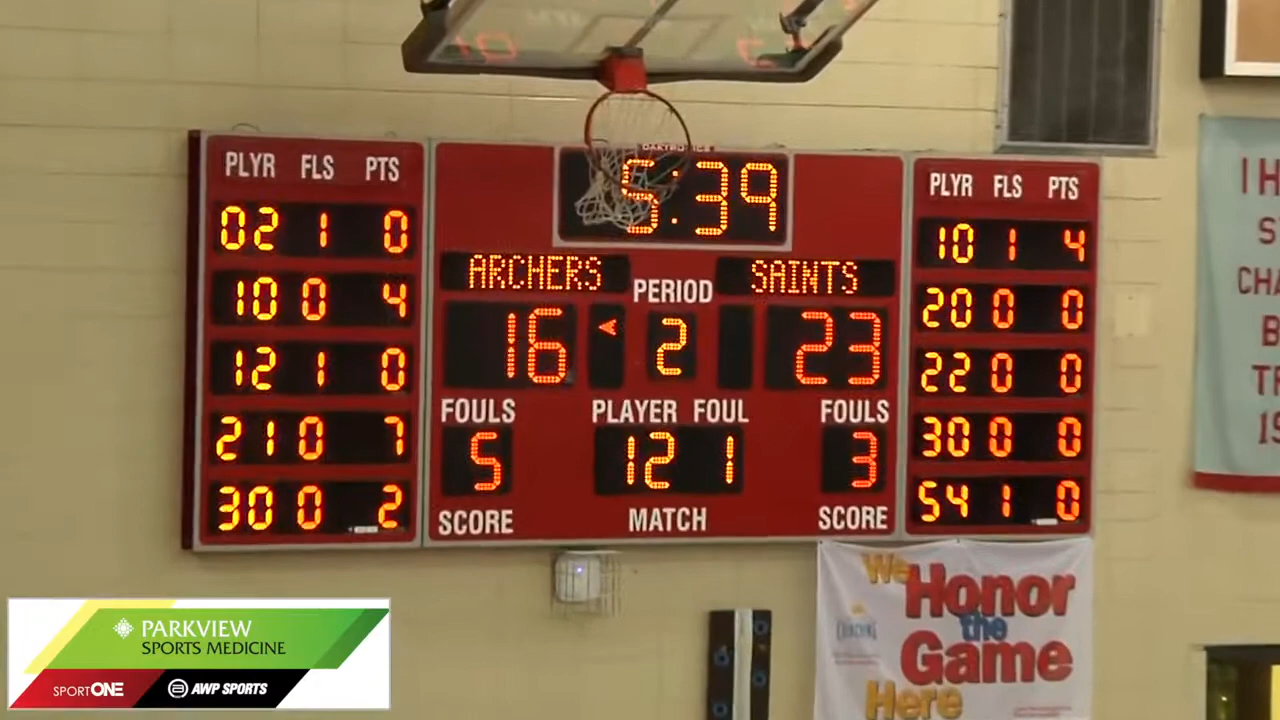 DAKTRONICS
5:39
PLYR FLS PTS
02 1 0
10 0 4
12 1 0
21 0 7
30 0 2
ARCHERS
SAINTS
PERIOD
16
2
23
FOULS
PLAYER FOUL
FOULS
5
12 1
3
SCORE
MATCH
SCORE
PLYR FLS PTS
10 1 4
20 0 0
22 0 0
30 0 0
54 1 0
We
Honor
the
Game
Here
PARKVIEW
SPORTS MEDICINE
SPORTONE
AWP SPORTS